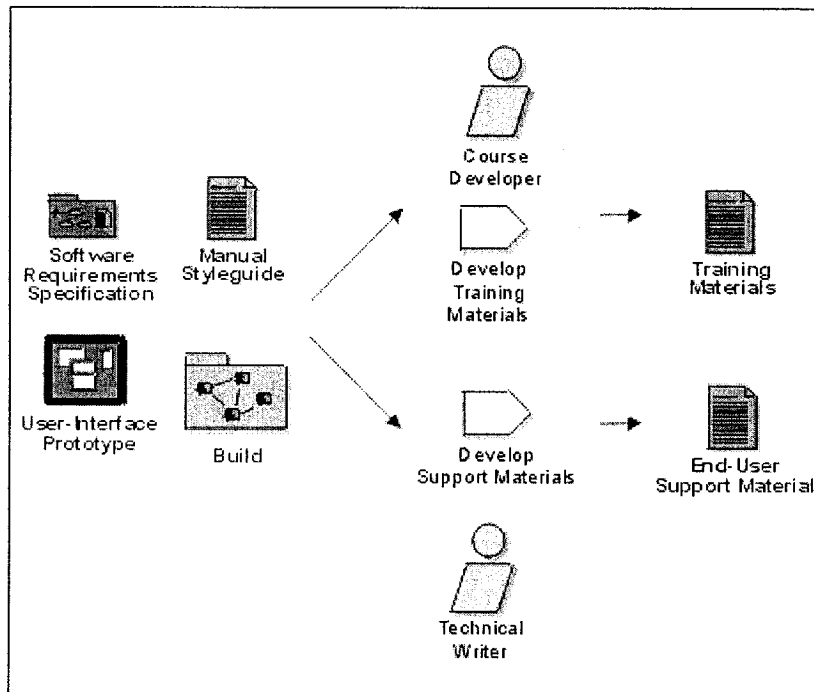 Course
Developer
Software
Requirements
Specification
Manual
Styleguide
Develop
Training
Materials
Training
Materials
User-Interface
Prototype
Build
Develop
Support Materials
End-User
Support Material
Technical
Writer